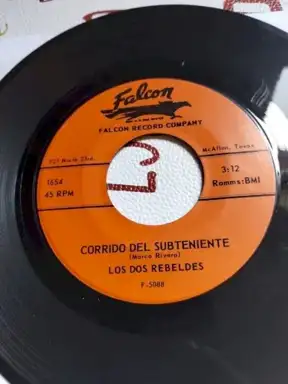 Falcon
FALCON RECORD COMPANY
McAllen, Texas
1654
45 RPM
3:12
Ramms:BMI
CORRIDO DEL SUBTENIENTE
(Marco Rivera)
LOS DOS REBELDES
F-5088